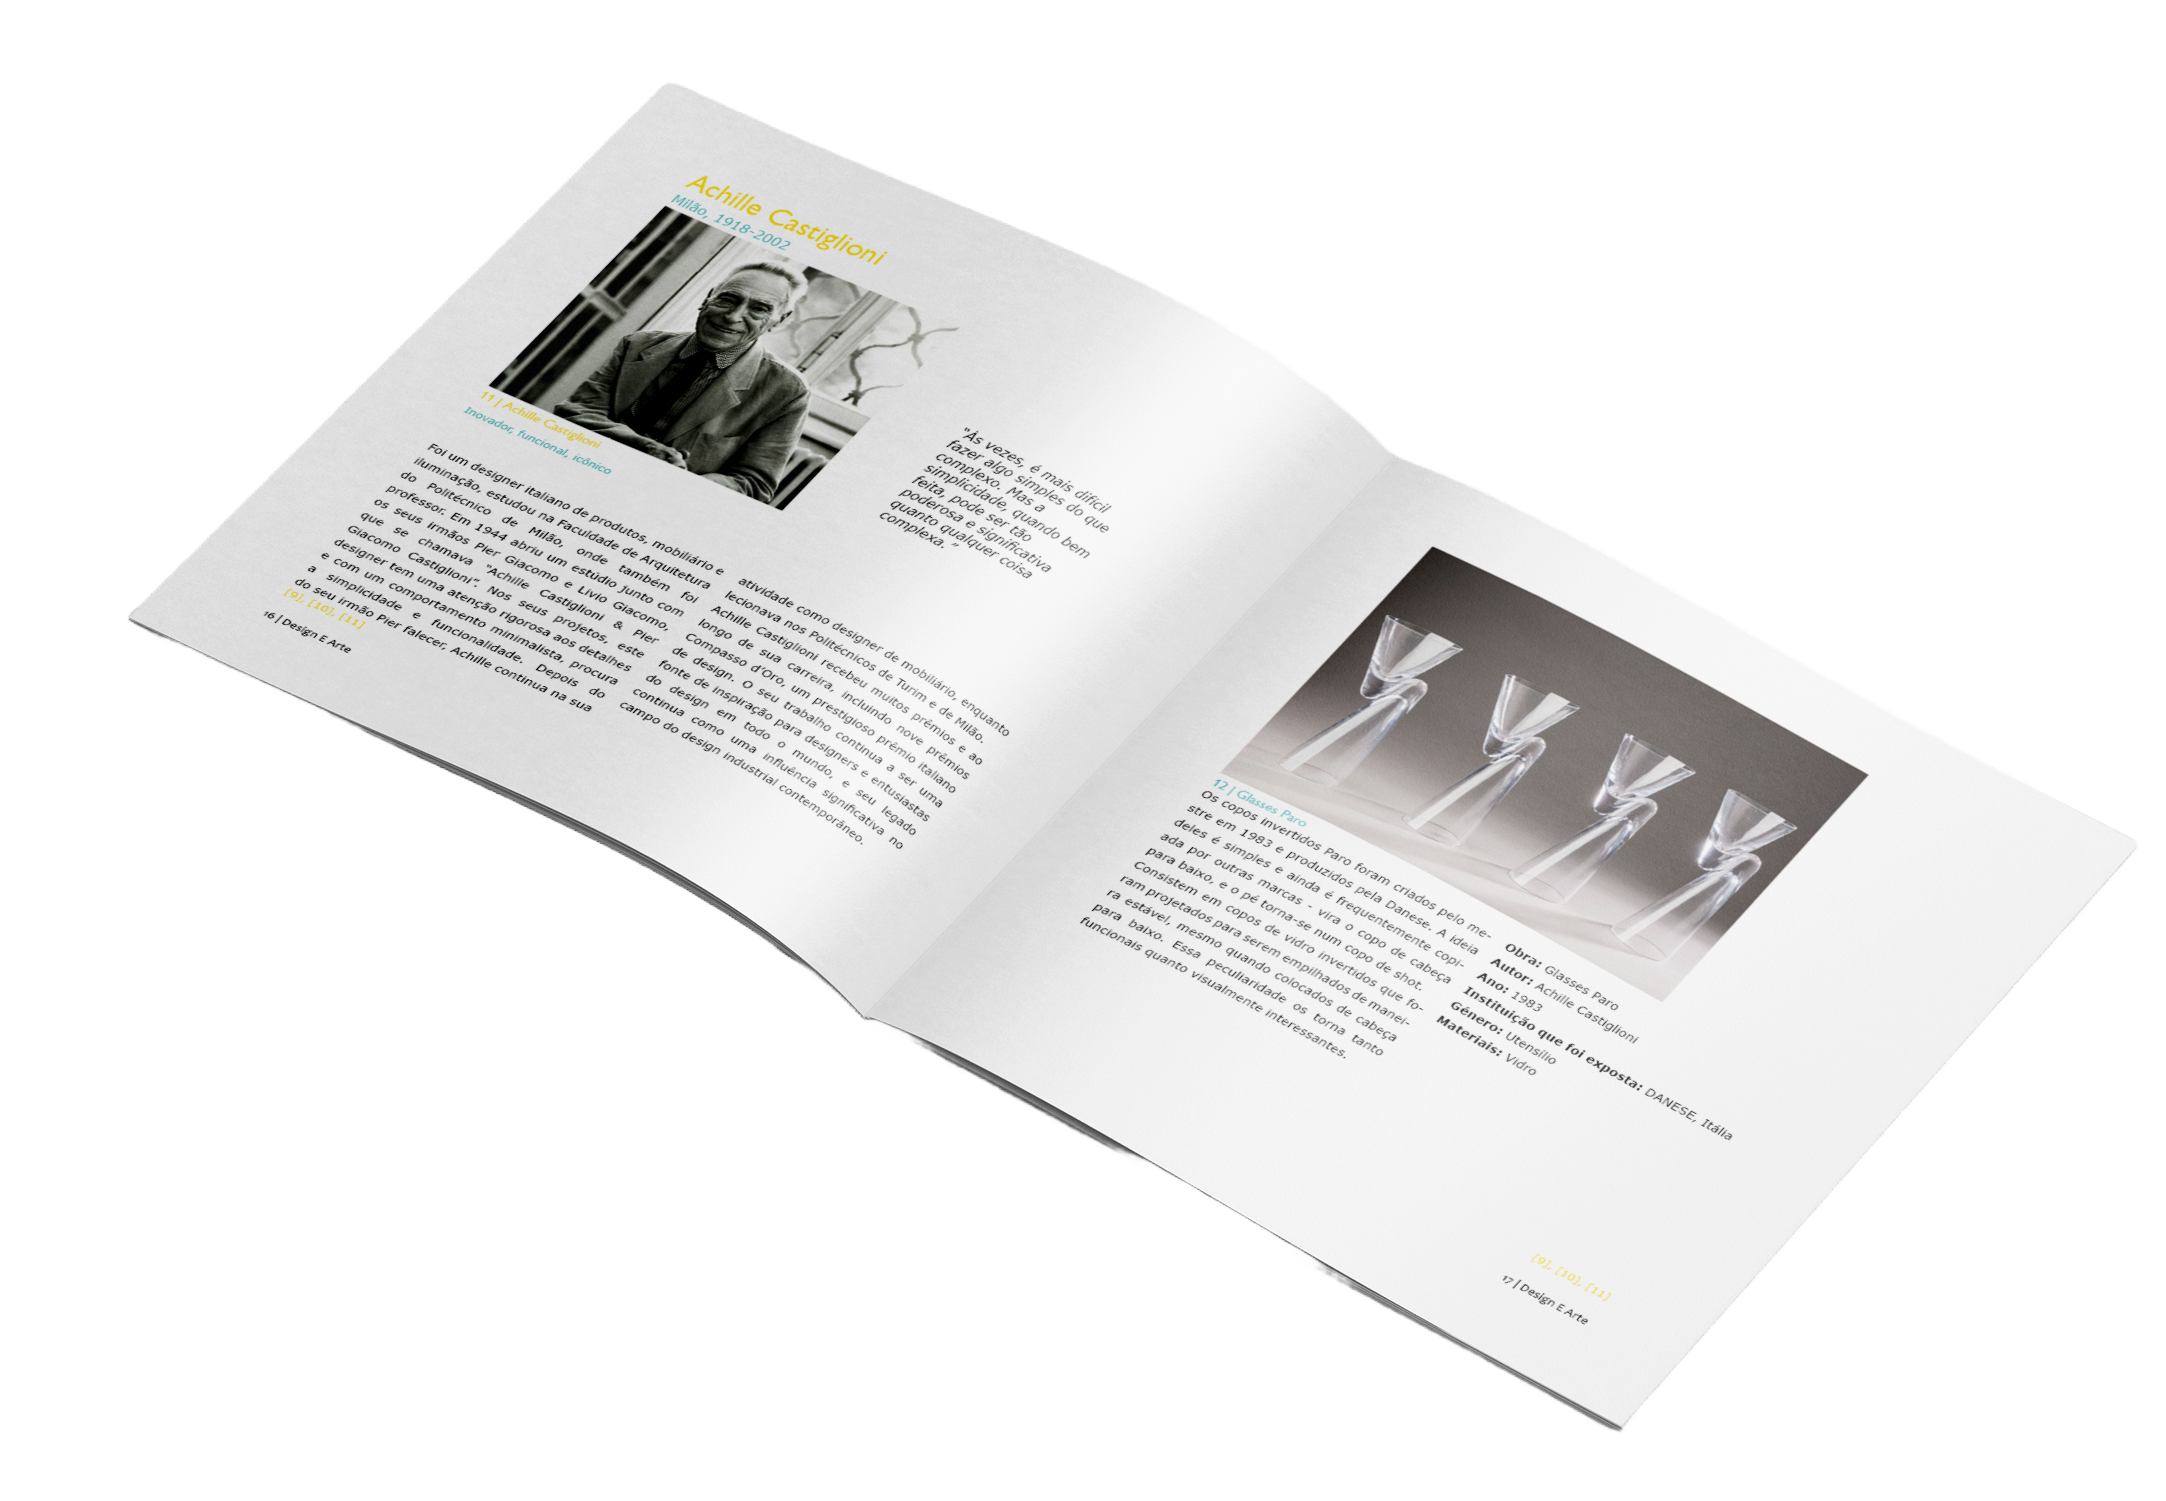 Achille Castiglioni
Milão, 1918-2002
11 | Achille Castiglioni
Inovador, funcional, icônico
"Às vezes, é mais difícil
fazer algo simples do que
complexo. Mas a
simplicidade, quando bem
feita, pode ser tão
poderosa e significativa
quanto qualquer coisa
complexa. "
Foi um designer italiano de produtos, mobiliário e
iluminação, estudou na Faculdade de Arquitetura
do Politécnico de Milão, onde também foi
professor. Em 1944 abriu um estúdio junto com
os seus irmãos Pier Giacomo e Livio Giacomo,
que se chamava "Achille Castiglioni & Pier
Giacomo Castiglioni". Nos seus projetos, este
designer tem uma atenção rigorosa aos detalhes
e com um comportamento minimalista, procura
a simplicidade e funcionalidade. Depois do
do seu irmão Pier falecer, Achille continua na sua
atividade como designer de mobiliário, enquanto
lecionava nos Politécnicos de Turim e de Milão.
Achille Castiglioni recebeu muitos prêmios e ao
longo de sua carreira, incluindo nove prêmios
Compasso d'Oro, um prestigioso prêmio italiano
de design. O seu trabalho continua a ser uma
fonte de inspiração para designers e entusiastas
do design em todo o mundo, e seu legado
continua como uma influência significativa no
campo do design industrial contemporâneo.
[9], [10], [11]
16 | Design E Arte
12 | Glasses Paro
Os copos invertidos Paro foram criados pelo me-
stre em 1983 e produzidos pela Danese. A ideia
deles é simples e ainda é frequentemente copi-
ada por outras marcas - vira o copo de cabeça
para baixo, e o pé torna-se num copo de shot.
Consistem em copos de vidro invertidos que fo-
ram projetados para serem empilhados de manei-
ra estável, mesmo quando colocados de cabeça
para baixo. Essa peculiaridade os torna tanto
funcionais quanto visualmente interessantes.
Obra: Glasses Paro
Autor: Achille Castiglioni
Ano: 1983
Instituição que foi exposta: DANESE, Itália
Género: Utensílio
Materiais: Vidro
[9], [10], [11]
17 | Design E Arte